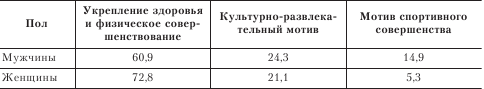 Пол
Укрепление здоровья
и физическое совер-
шенствование
Культурно-развлека-
тельный мотив
Мотив спортивного
совершенства
Мужчины 60,9 24,3 14,9
Женщины 72,8 21,1 5,3